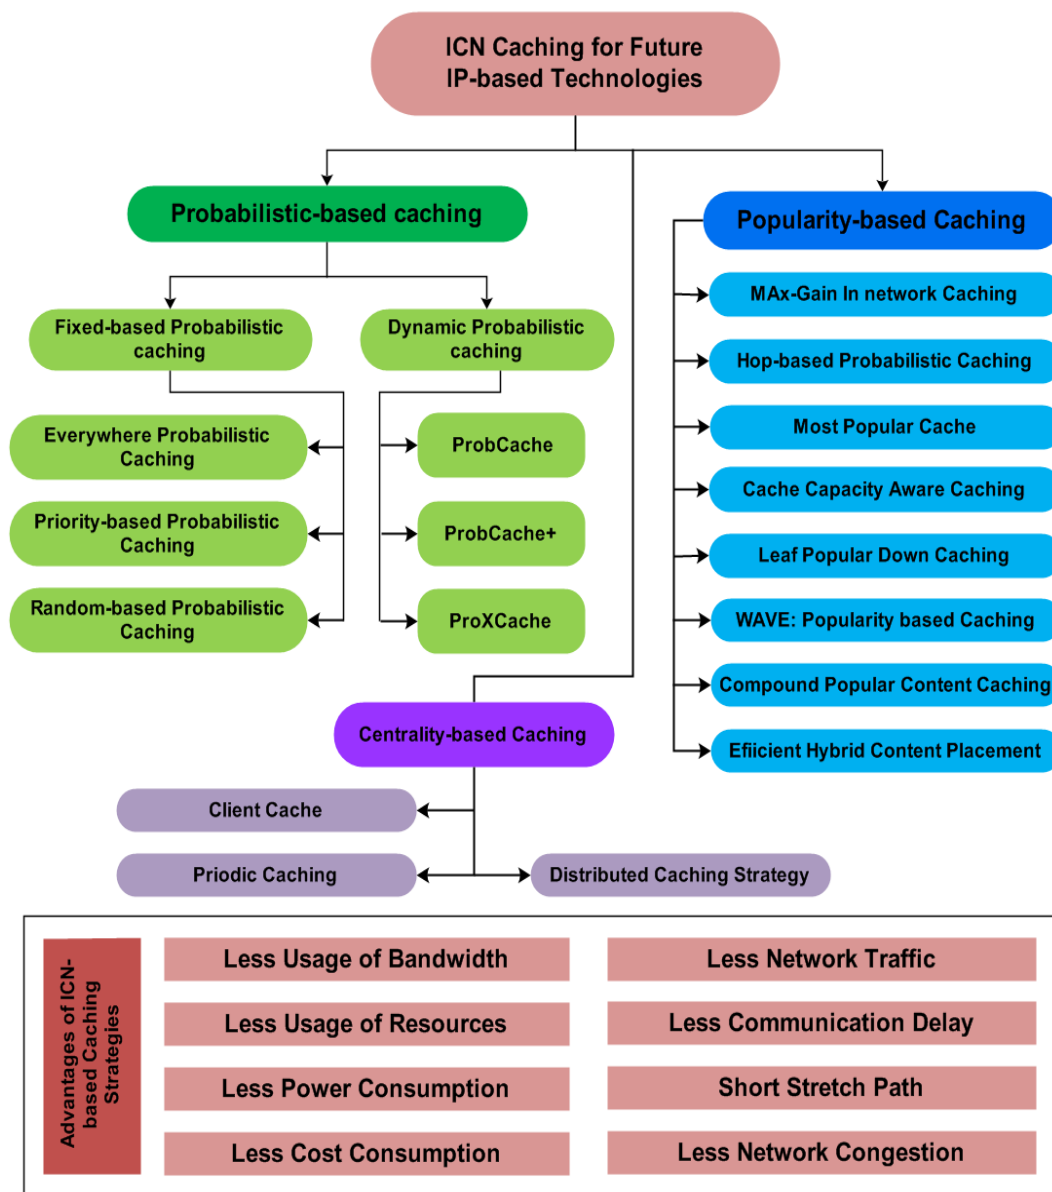 ICN Caching for Future
IP-based Technologies
Probabilistic-based caching
Popularity-based Caching
Fixed-based Probabilistic
caching
Dynamic Probabilistic
caching
Everywhere Probabilistic
Caching
Priority-based Probabilistic
Caching
Random-based Probabilistic
Caching
ProbCache
ProbCache+
ProXCache
MAx-Gain In network Caching
Hop-based Probabilistic Caching
Most Popular Cache
Cache Capacity Aware Caching
Leaf Popular Down Caching
WAVE: Popularity based Caching
Compound Popular Content Caching
Efiicient Hybrid Content Placement
Centrality-based Caching
Client Cache
Priodic Caching
Distributed Caching Strategy
Advantages of ICN-
based Caching
Strategies
Less Usage of Bandwidth
Less Network Traffic
Less Usage of Resources
Less Communication Delay
Less Power Consumption
Short Stretch Path
Less Cost Consumption
Less Network Congestion